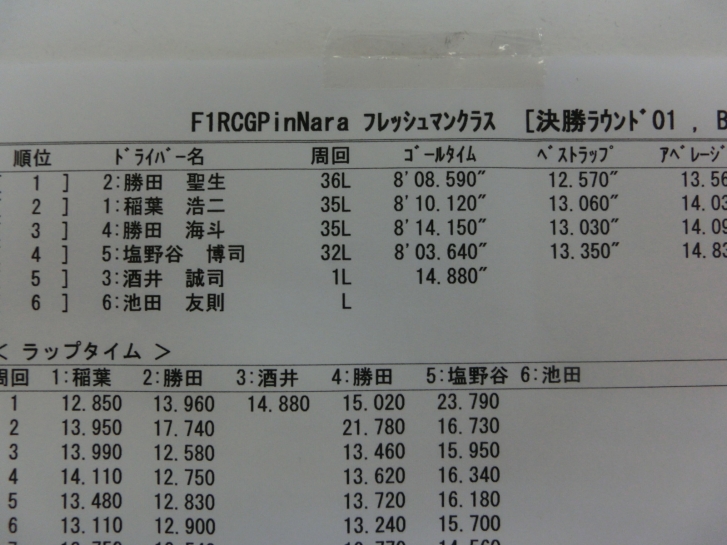 F1RCGPinNara ﾌﾚｯｼｭﾏﾝｸﾗｽ [決勝ﾗｳﾝﾄﾞ01 , B
順位 ﾄﾞﾗｲﾊﾞｰ名 周回 ｺﾞｰﾙﾀｲﾑ ﾍﾞｽﾄﾗｯﾌﾟ ｱﾍﾞﾚｰｼﾞ
[ 1 ] 2:勝田 聖生 36L 8'08.590" 12.570" 13.56
2 ] 1:稲葉 浩二 35L 8'10.120" 13.060" 14.03
3 ] 4:勝田 海斗 35L 8'14.150" 13.030" 14.09
4 ] 5:塩野谷 博司 32L 8'03.640" 13.350" 14.83
5 ] 3:酒井 誠司 1L 14.880"
6 ] 6:池田 友則 L
< ラップタイム >
周回 1:稲葉 2:勝田 3:酒井 4:勝田 5:塩野谷 6:池田
1 12.850 13.960 14.880 15.020 23.790
2 13.950 17.740 21.780 16.730
3 13.990 12.580 13.460 15.950
4 14.110 12.750 13.620 16.340
5 13.480 12.830 13.720 16.180
6 13.110 12.900 13.240 15.700